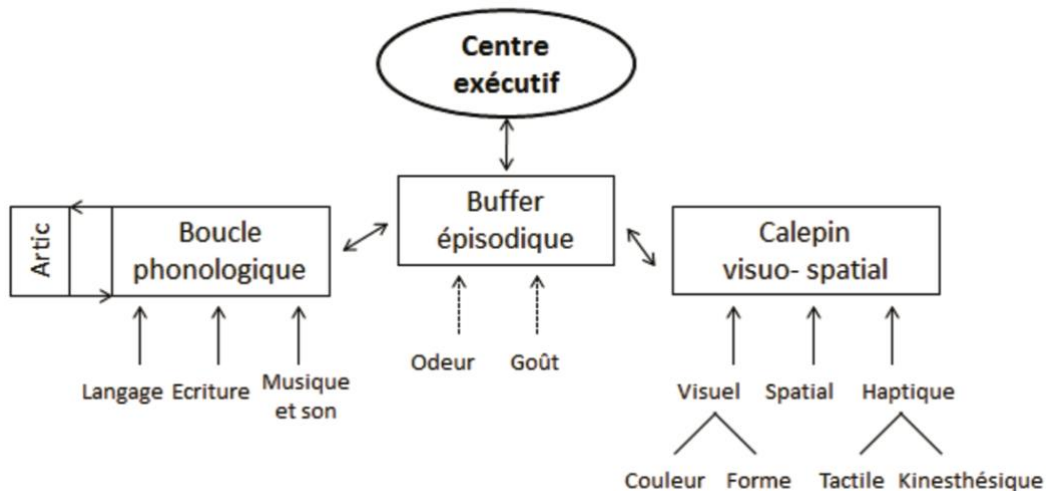 Centre
exécutif
Buffer
épisodique
Artic
Boucle
phonologique
Calepin
visuo- spatial
Odeur
Goût
Langage
Ecriture
Musique
et son
Visuel
Spatial
Haptique
Couleur
Forme
Tactile
Kinesthésique